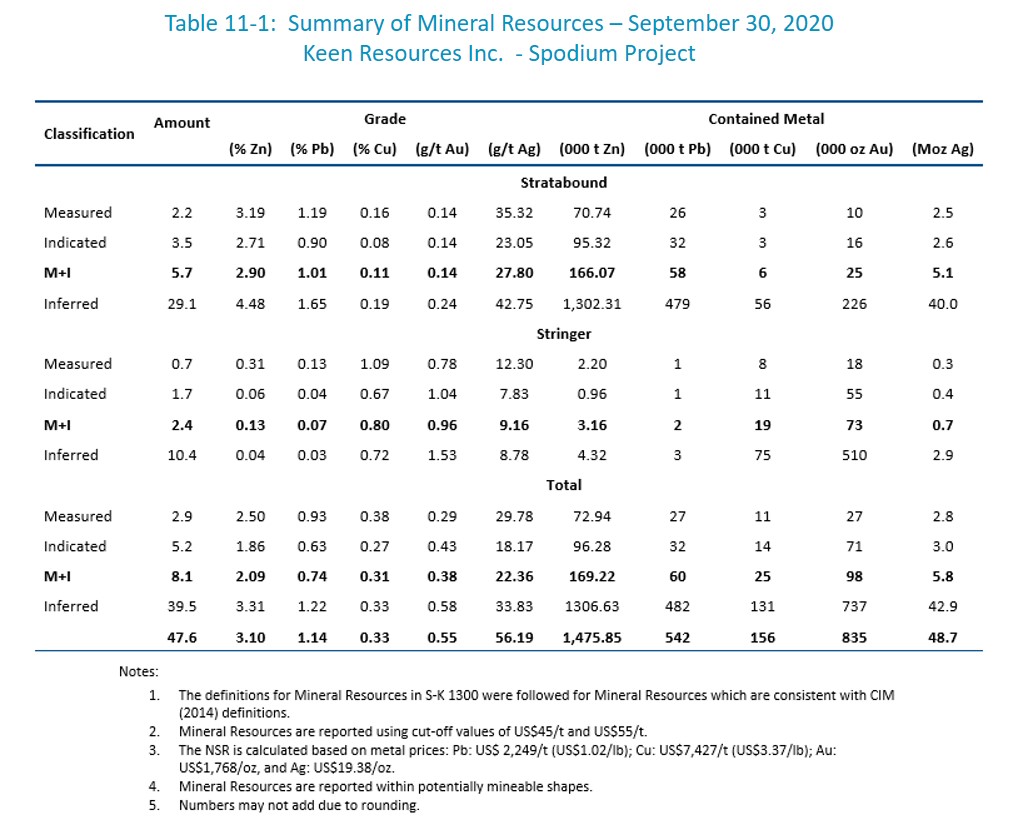 Table 11-1: Summary of Mineral Resources – September 30, 2020
Keen Resources Inc. - Spodium Project
Classification Amount Grade Contained Metal
(% Zn) (% Pb) (% Cu) (g/t Au) (g/t Ag) (000 t Zn) (000 t Pb) (000 t Cu) (000 oz Au) (Moz Ag)
Stratabound
Measured 2.2 3.19 1.19 0.16 0.14 35.32 70.74 26 3 10 2.5
Indicated 3.5 2.71 0.90 0.08 0.14 23.05 95.32 32 3 16 2.6
M+I 5.7 2.90 1.01 0.11 0.14 27.80 166.07 58 6 25 5.1
Inferred 29.1 4.48 1.65 0.19 0.24 42.75 1,302.31 479 56 226 40.0
Stringer
Measured 0.7 0.31 0.13 1.09 0.78 12.30 2.20 1 8 18 0.3
Indicated 1.7 0.06 0.04 0.67 1.04 7.83 0.96 1 11 55 0.4
M+I 2.4 0.13 0.07 0.80 0.96 9.16 3.16 2 19 73 0.7
Inferred 10.4 0.04 0.03 0.72 1.53 8.78 4.32 3 75 510 2.9
Total
Measured 2.9 2.50 0.93 0.38 0.29 29.78 72.94 27 11 27 2.8
Indicated 5.2 1.86 0.63 0.27 0.43 18.17 96.28 32 14 71 3.0
M+I 8.1 2.09 0.74 0.31 0.38 22.36 169.22 60 25 98 5.8
Inferred 39.5 3.31 1.22 0.33 0.58 33.83 1306.63 482 131 737 42.9
47.6 3.10 1.14 0.33 0.55 56.19 1,475.85 542 156 835 48.7
Notes:
1. The definitions for Mineral Resources in S-K 1300 were followed for Mineral Resources which are consistent with CIM
(2014) definitions.
2. Mineral Resources are reported using cut-off values of US$45/t and US$55/t.
3. The NSR is calculated based on metal prices: Pb: US$ 2,249/t (US$1.02/lb); Cu: US$7,427/t (US$3.37/lb); Au:
US$1,768/oz, and Ag: US$19.38/oz.
4. Mineral Resources are reported within potentially mineable shapes.
5. Numbers may not add due to rounding.